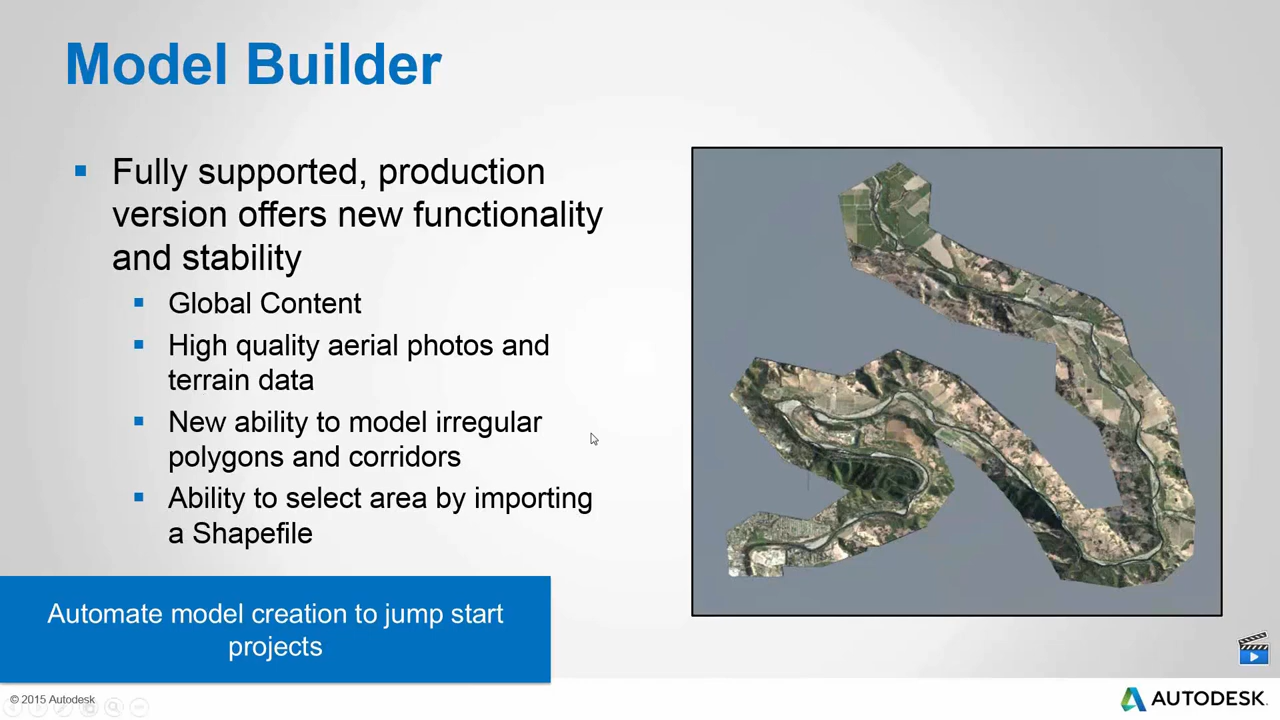 Model Builder
Fully supported, production
version offers new functionality
and stability
Global Content
High quality aerial photos and
terrain data
New ability to model irregular
polygons and corridors
Ability to select area by importing
a Shapefile
Automate model creation to jump start
projects
© 2015 Autodesk
AUTODESK.